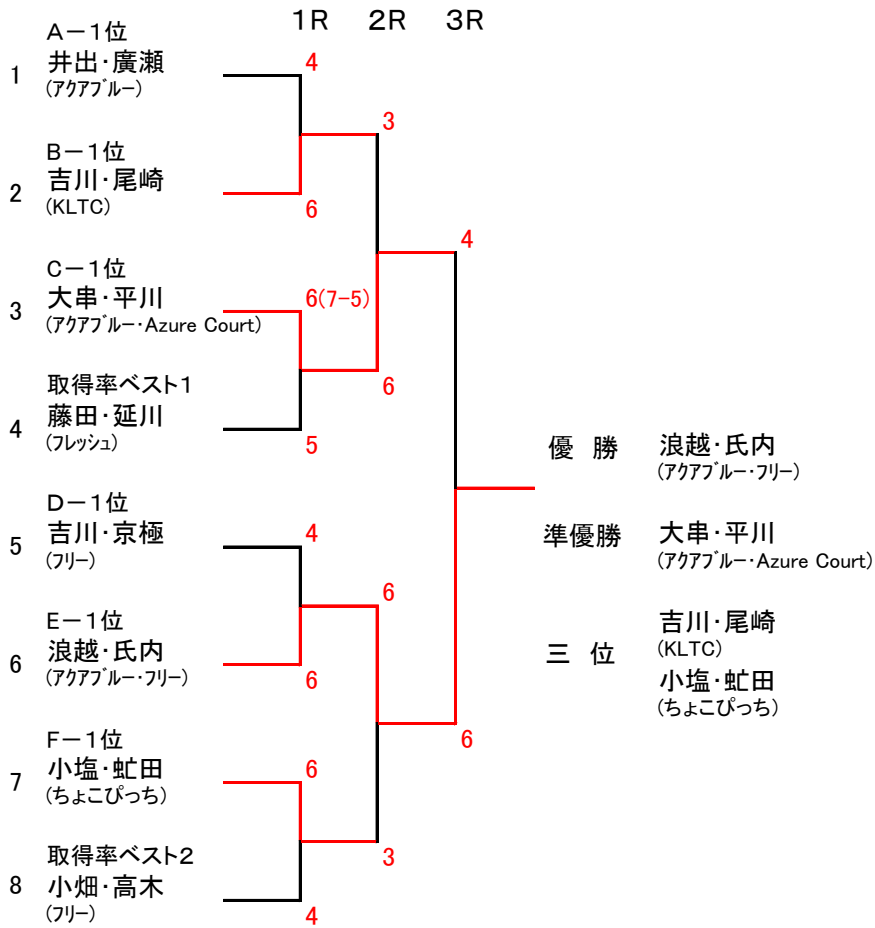 1R 2R 3R
A－1位
1 井出・廣瀬 4
(ｱｸｱﾌﾞﾙｰ)
3
B－1位
2 吉川・尾崎
(KLTC) 6
4
C－1位
3 大串・平川 6(7-5)
(ｱｸｱﾌﾞﾙｰ・Azure Court)
取得率ベスト1 6
4 藤田・延川
(ﾌﾚｯｼｭ) 5
優 勝 浪越・氏内
(ｱｸｱﾌﾞﾙｰ・ﾌﾘｰ)
D－1位
5 吉川・京極 4
(ﾌﾘｰ)
準優勝 大串・平川
(ｱｸｱﾌﾞﾙｰ・Azure Court)
6
E－1位
6 浪越・氏内
(ｱｸｱﾌﾞﾙｰ・ﾌﾘｰ) 6
三 位 吉川・尾崎
(KLTC)
小塩・虻田
(ちょこぴっち)
F－1位 6
7 小塩・虻田 6
(ちょこぴっち)
取得率ベスト2 3
8 小畑・高木
(ﾌﾘｰ) 4